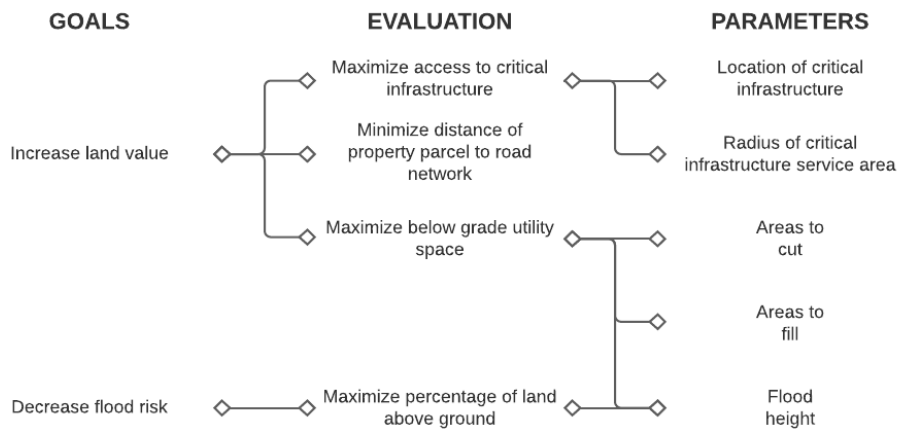 GOALS
EVALUATION
PARAMETERS
Maximize access to critical
infrastructure
Location of critical
infrastructure
Increase land value
Minimize distance of
property parcel to road
network
Radius of critical
infrastructure service area
Maximize below grade utility
space
Areas to
cut
Areas to
fill
Decrease flood risk
Maximize percentage of land
above ground
Flood
height